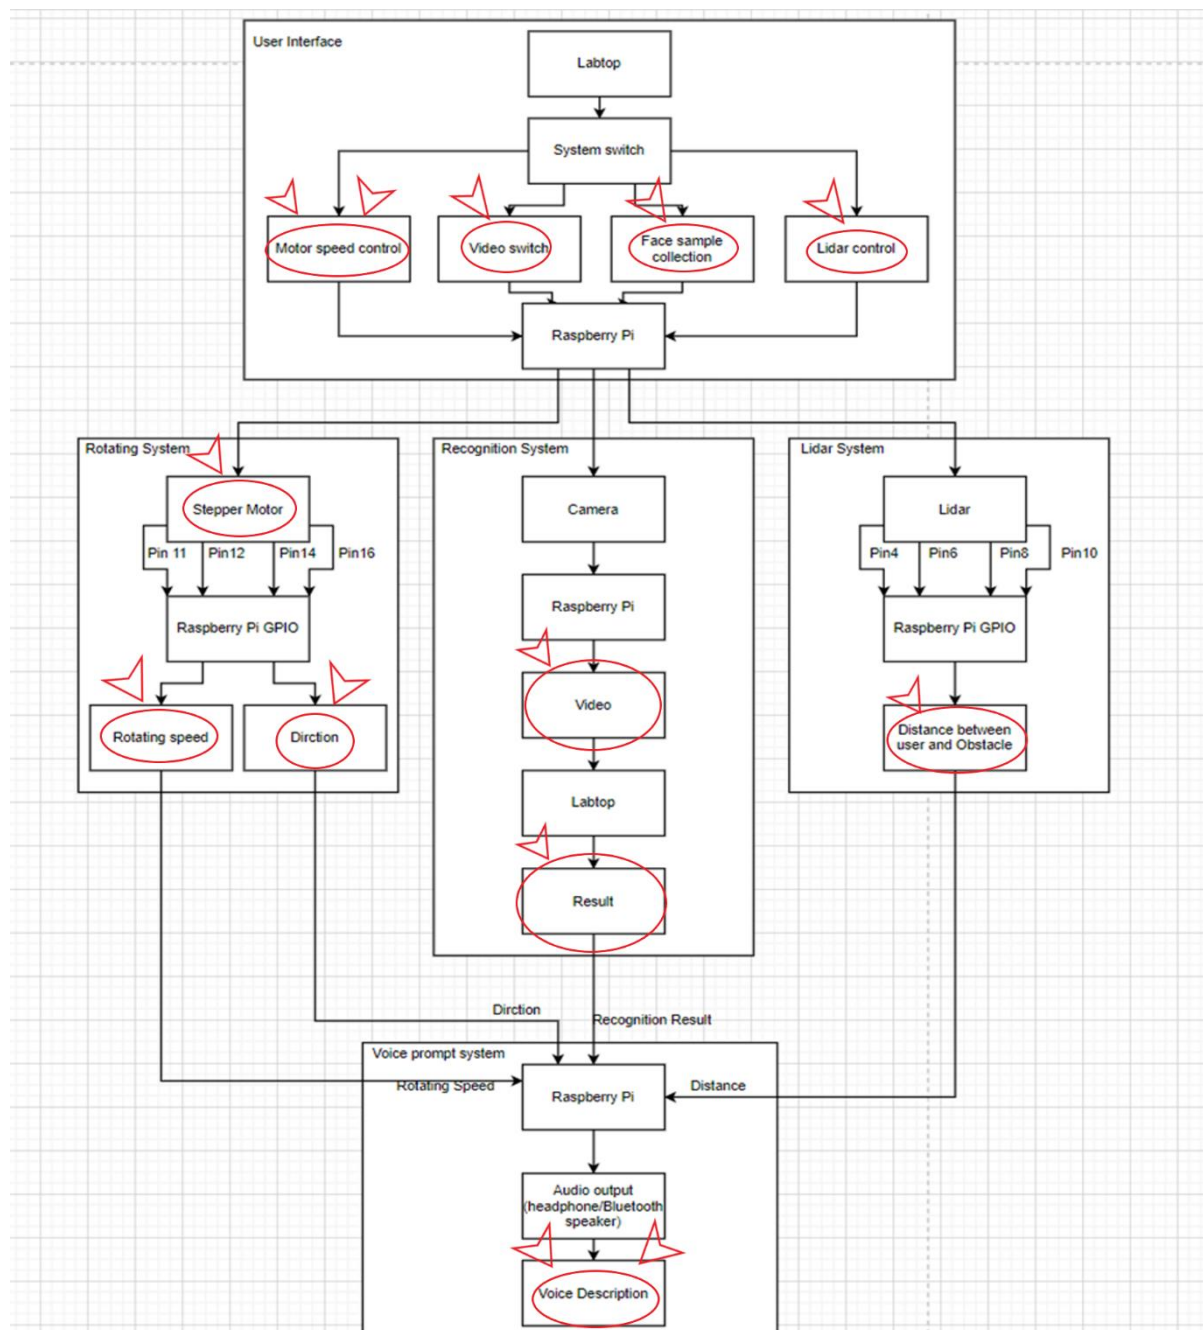 User Interface
Labtop
System switch
Motor speed control
Video switch
Face sample
collection
Lidar control
Raspberry Pi
Rotating System
Stepper Motor
Pin 11
Pin12
Pin14
Pin16
Raspberry Pi GPIO
Rotating speed
Dirction
Recognition System
Camera
Raspberry Pi
Video
Labtop
Result
Lidar System
Lidar
Pin4
Pin6
Pin8
Pin10
Raspberry Pi GPIO
Distance between
user and Obstacle
Dirction
Recognition Result
Voice prompt system
Rotating Speed
Raspberry Pi
Distance
Audio output
(headphone/Bluetooth
speaker)
Voice Description